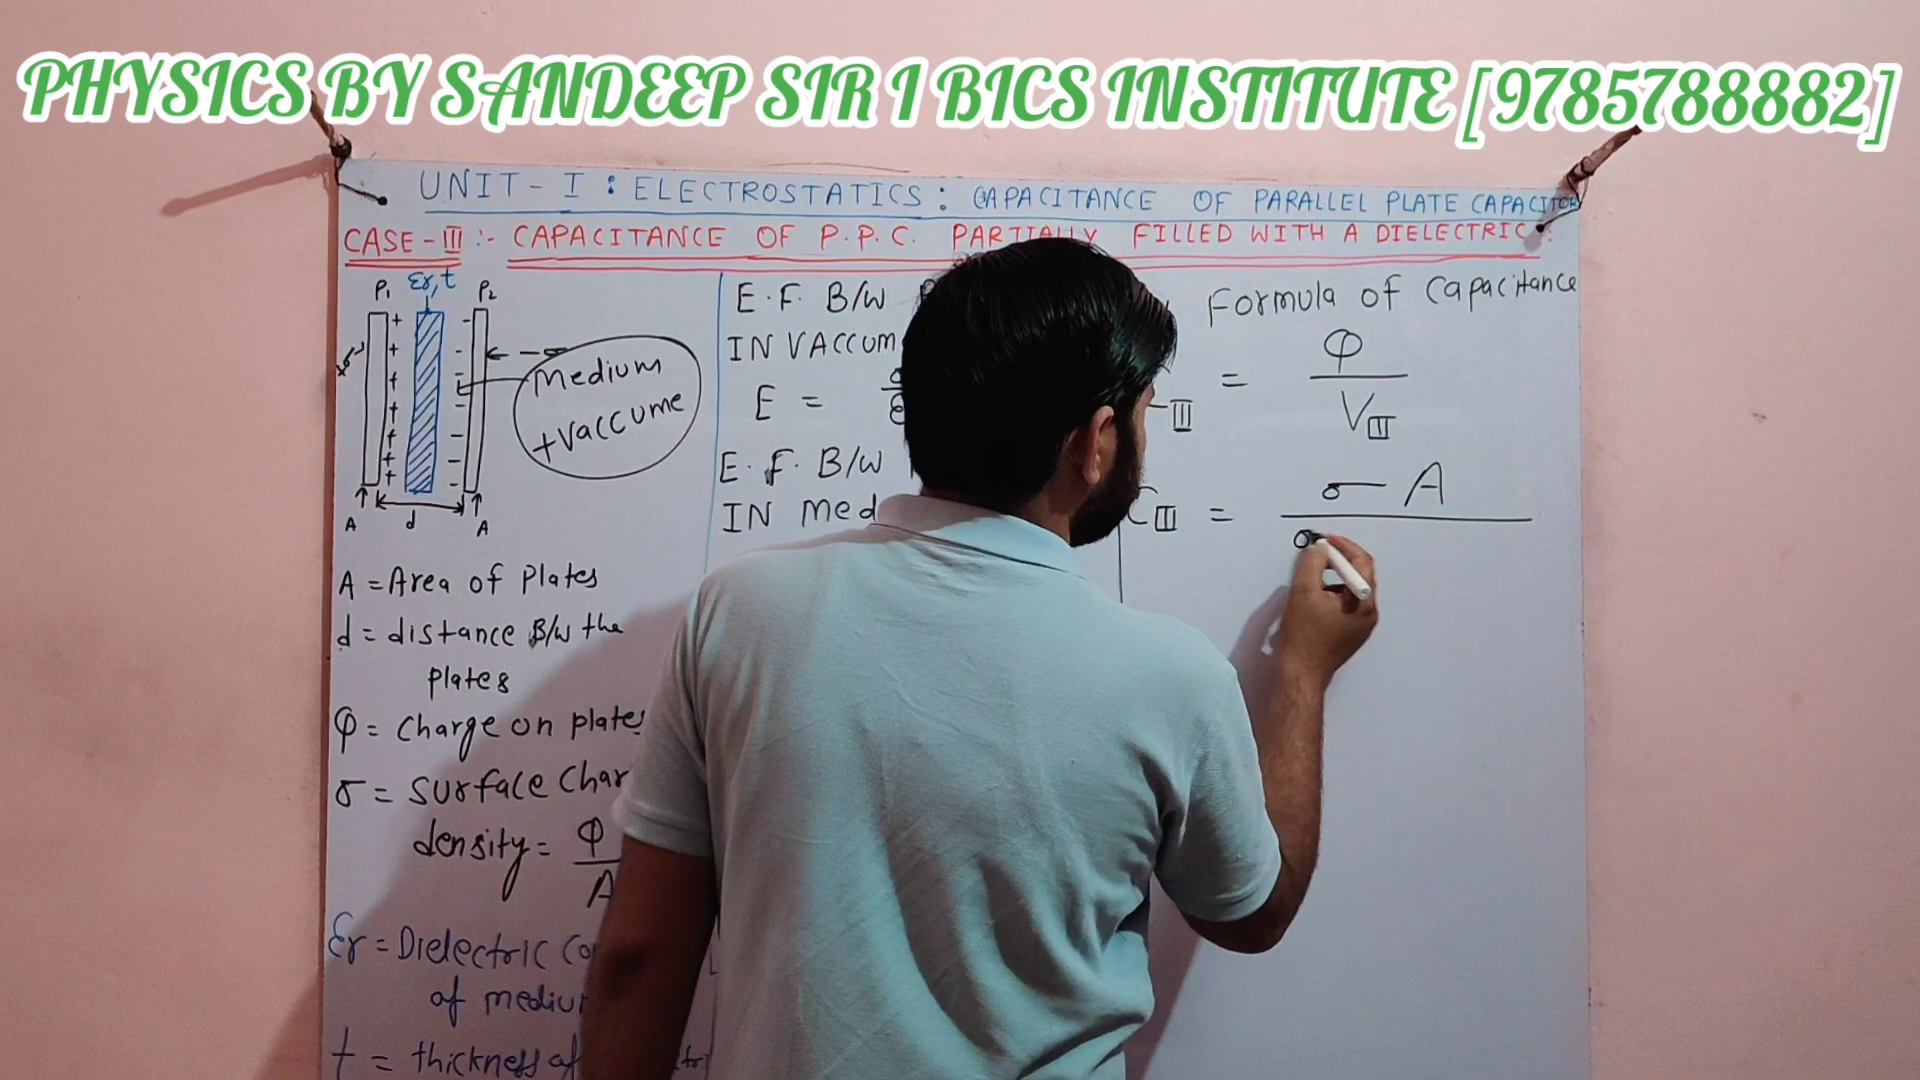 PHYSICS BY SANDEEP SIR I BICS INSTITUTE [9785788882]
UNIT - I : ELECTROSTATICS : CAPACITANCE OF PARALLEL PLATE CAPACITOR
CASE - III :- CAPACITANCE OF P.P.C. PARTIALLY FILLED WITH A DIELECTRIC :
P1 εr, t P2
+ -
+ -
+ -
+ -
+ -
+ -
+ -
Medium
+vaccume
A d A
A = Area of Plates
d = distance B/W the
plates
φ = Charge on plates
σ = Surface Char
density = φ / A
εr = Dielectric Co
of mediu
t = thickness of
E.F. B/W
IN VACCUM
E = σ / ε
E.F. B/W
IN Med
Formula of Capacitance
III = φ / VIII
CIII = σ A
σ